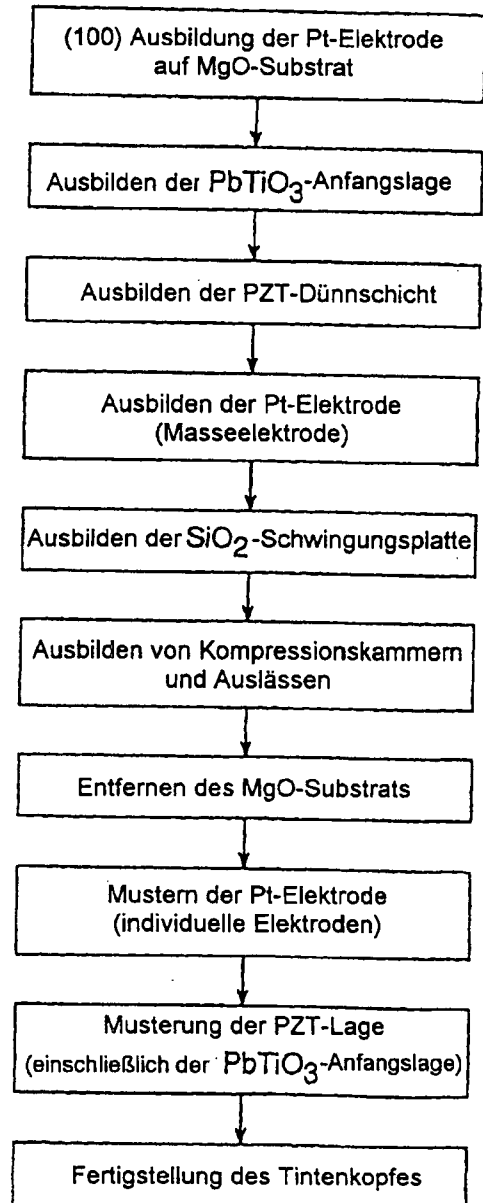 (100) Ausbildung der Pt-Elektrode
auf MgO-Substrat
Ausbilden der PbTiO₃-Anfangslage
Ausbilden der PZT-Dünnschicht
Ausbilden der Pt-Elektrode
(Masseelektrode)
Ausbilden der SiO₂-Schwingungsplatte
Ausbilden von Kompressionskammern
und Auslässen
Entfernen des MgO-Substrats
Mustern der Pt-Elektrode
(individuelle Elektroden)
Musterung der PZT-Lage
(einschließlich der PbTiO₃-Anfangslage)
Fertigstellung des Tintenkopfes